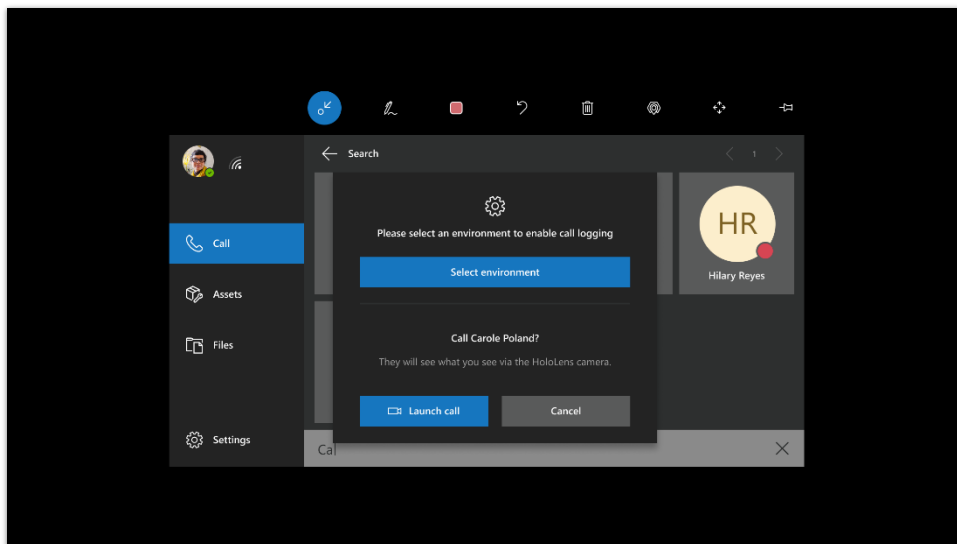 Search
1
Please select an environment to enable call logging
HR
Call
Select environment
Hilary Reyes
Assets
Call Carole Poland?
Files
They will see what you see via the HoloLens camera.
Launch call
Cancel
Settings
Cal